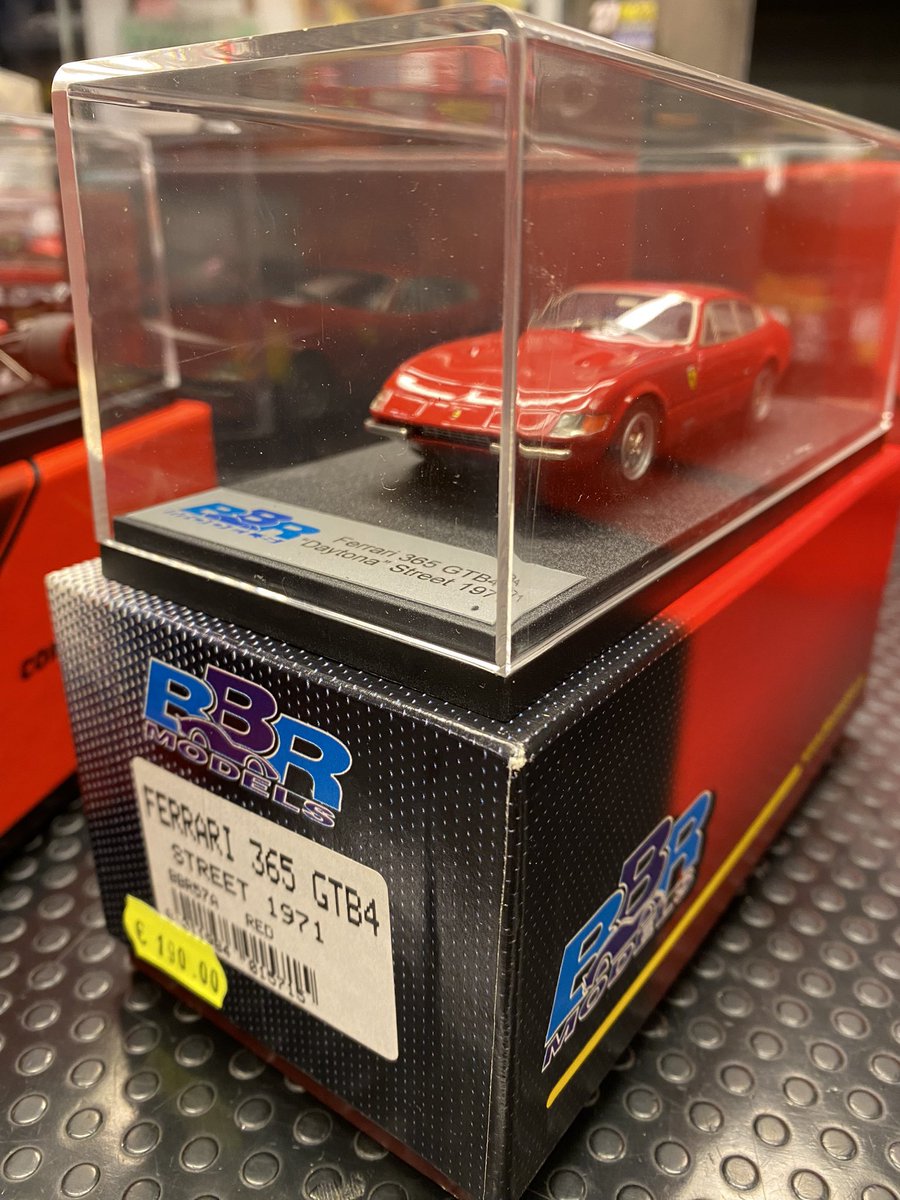 BBR
Ferrari 365 GTB4
"Daytona" Street 1971
BBR
MODELS
FERRARI 365 GTB4
STREET 1971
BBR57A RED
€ 190.00
BBR
MODELS